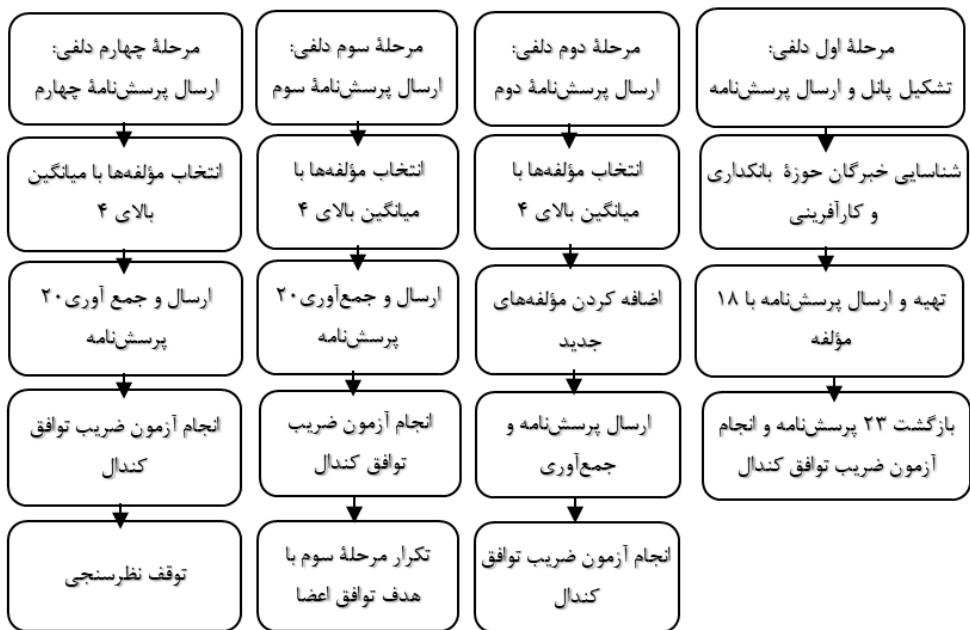 مرحلهٔ اول دلفی:
تشکیل پانل و ارسال پرسش‌نامه
شناسایی خبرگان حوزهٔ بانکداری
و کارآفرینی
تهیه و ارسال پرسش‌نامه با ۱۸
مؤلفه
بازگشت ۲۳ پرسش‌نامه و انجام
آزمون ضریب توافق کندال
مرحلهٔ دوم دلفی:
ارسال پرسش‌نامهٔ دوم
انتخاب مؤلفه‌ها با
میانگین بالای ۴
اضافه کردن مؤلفه‌های
جدید
ارسال پرسش‌نامه و
جمع‌آوری
انجام آزمون ضریب توافق
کندال
مرحلهٔ سوم دلفی:
ارسال پرسش‌نامهٔ سوم
انتخاب مؤلفه‌ها با
میانگین بالای ۴
ارسال و جمع‌آوری۲۰
پرسش‌نامه
انجام آزمون ضریب
توافق کندال
تکرار مرحلهٔ سوم با
هدف توافق اعضا
مرحلهٔ چهارم دلفی:
ارسال پرسش‌نامهٔ چهارم
انتخاب مؤلفه‌ها با میانگین
بالای ۴
ارسال و جمع آوری۲۰
پرسش‌نامه
انجام آزمون ضریب توافق
کندال
توقف نظرسنجی